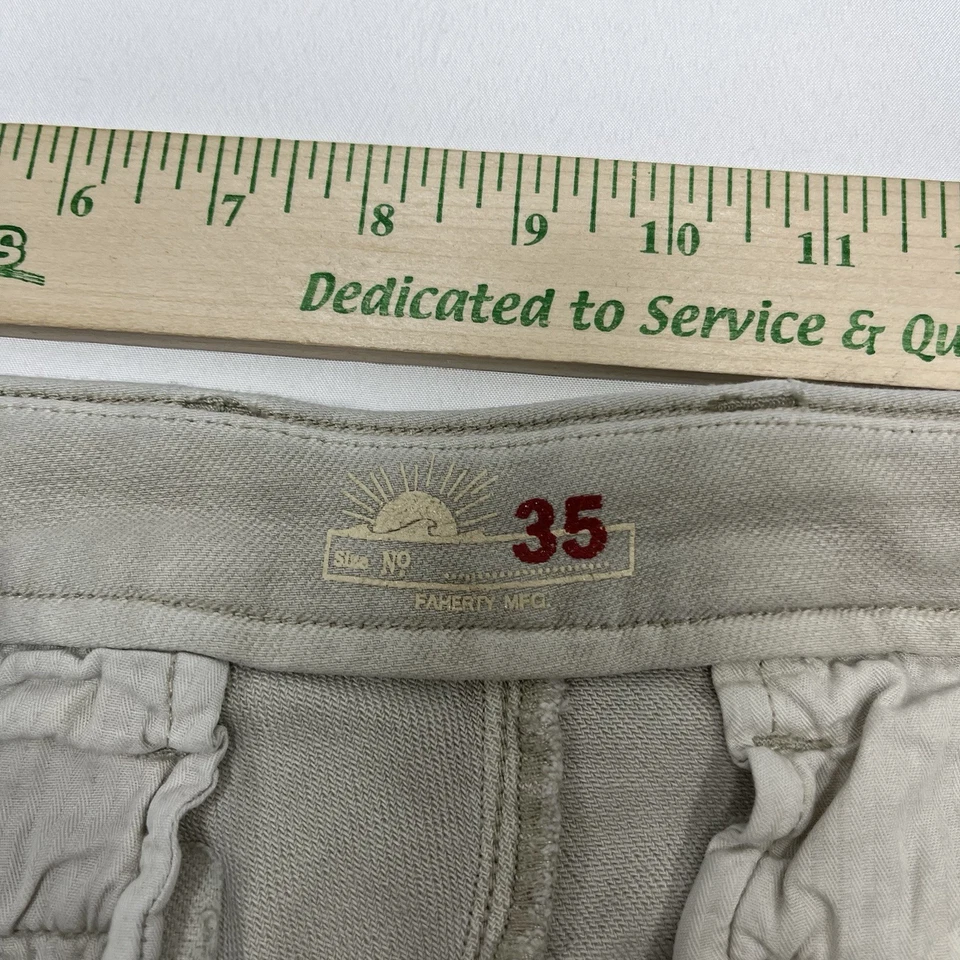 6 7 8 9 10 11
Dedicated to Service & Qu
35
Size No
FAHERTY MFG.